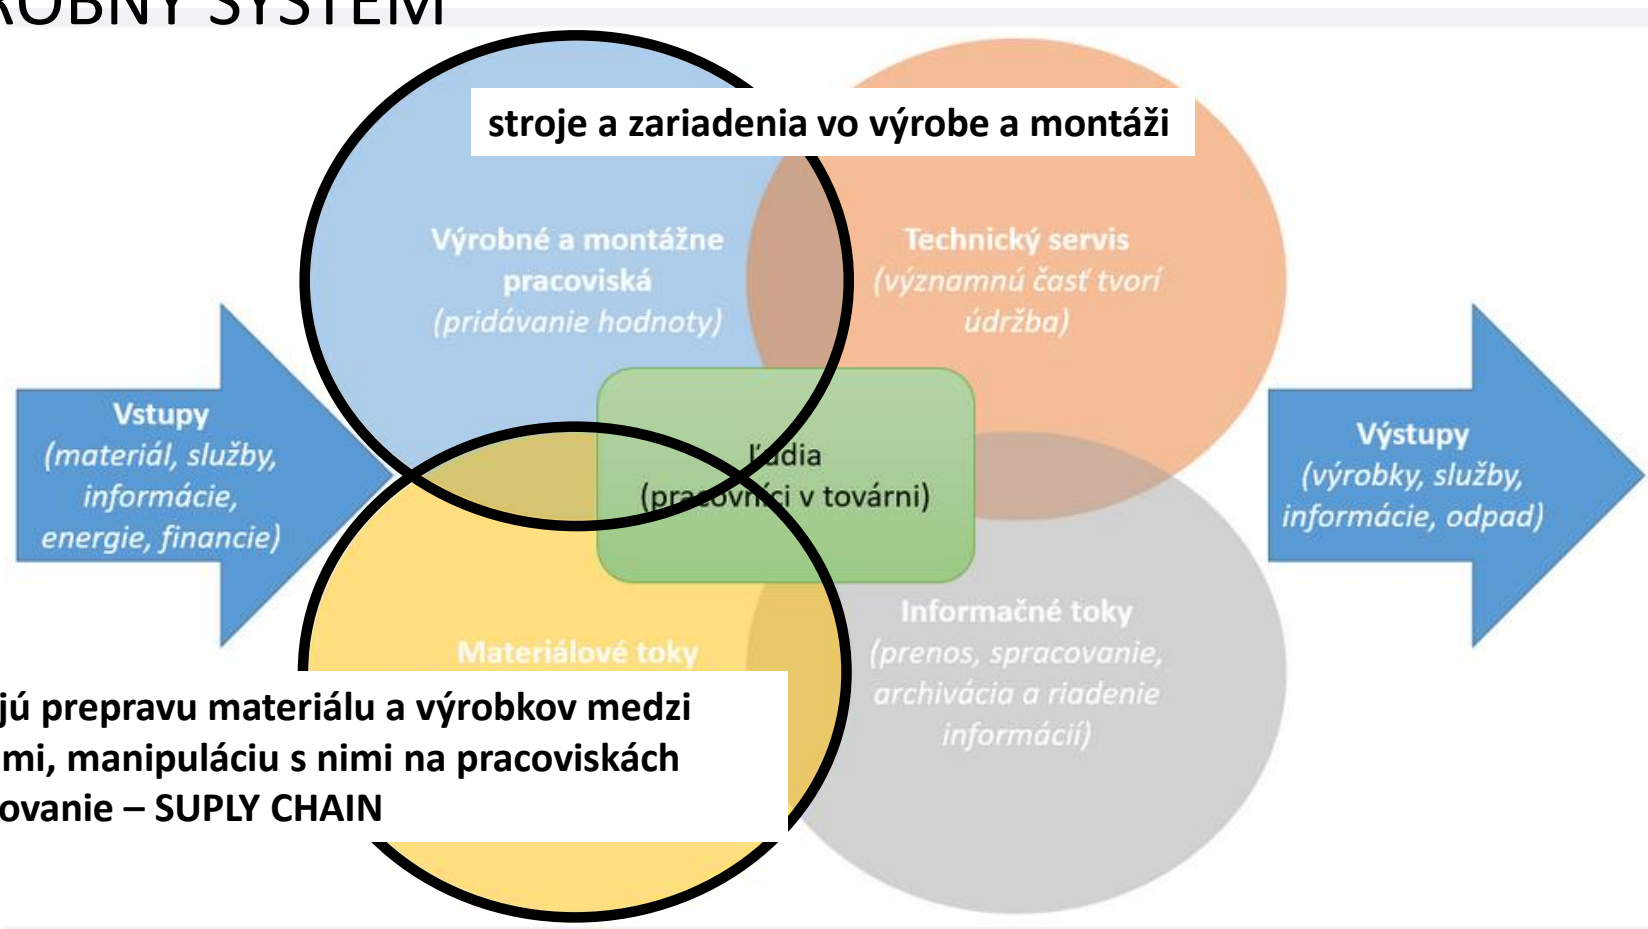 ROBNÝ SYSTÉM
stroje a zariadenia vo výrobe a montáži
Výrobné a montážne
pracoviská
(pridávanie hodnoty)
Technický servis
(významnú časť tvorí
údržba)
Vstupy
(materiál, služby,
informácie,
energie, financie)
Ľudia
(pracovníci v továrni)
Výstupy
(výrobky, služby,
informácie, odpad)
Materiálové toky
Informačné toky
(prenos, spracovanie,
archivácia a riadenie
informácií)
jú prepravu materiálu a výrobkov medzi
mi, manipuláciu s nimi na pracoviskách
ovanie – SUPLY CHAIN